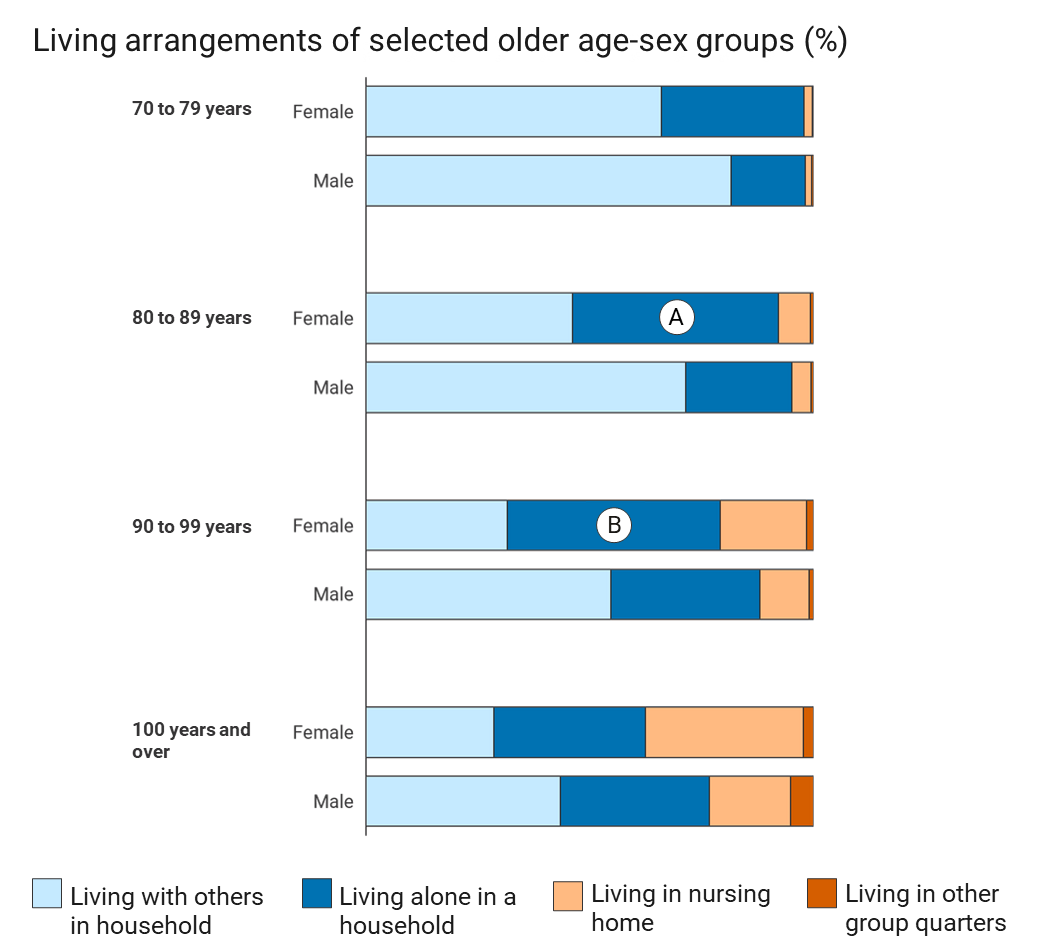 Living arrangements of selected older age-sex groups (%)
70 to 79 years
Female
Male
80 to 89 years
Female
A
Male
90 to 99 years
Female
B
Male
100 years and
over
Female
Male
Living with others
in household
Living alone in a
household
Living in nursing
home
Living in other
group quarters